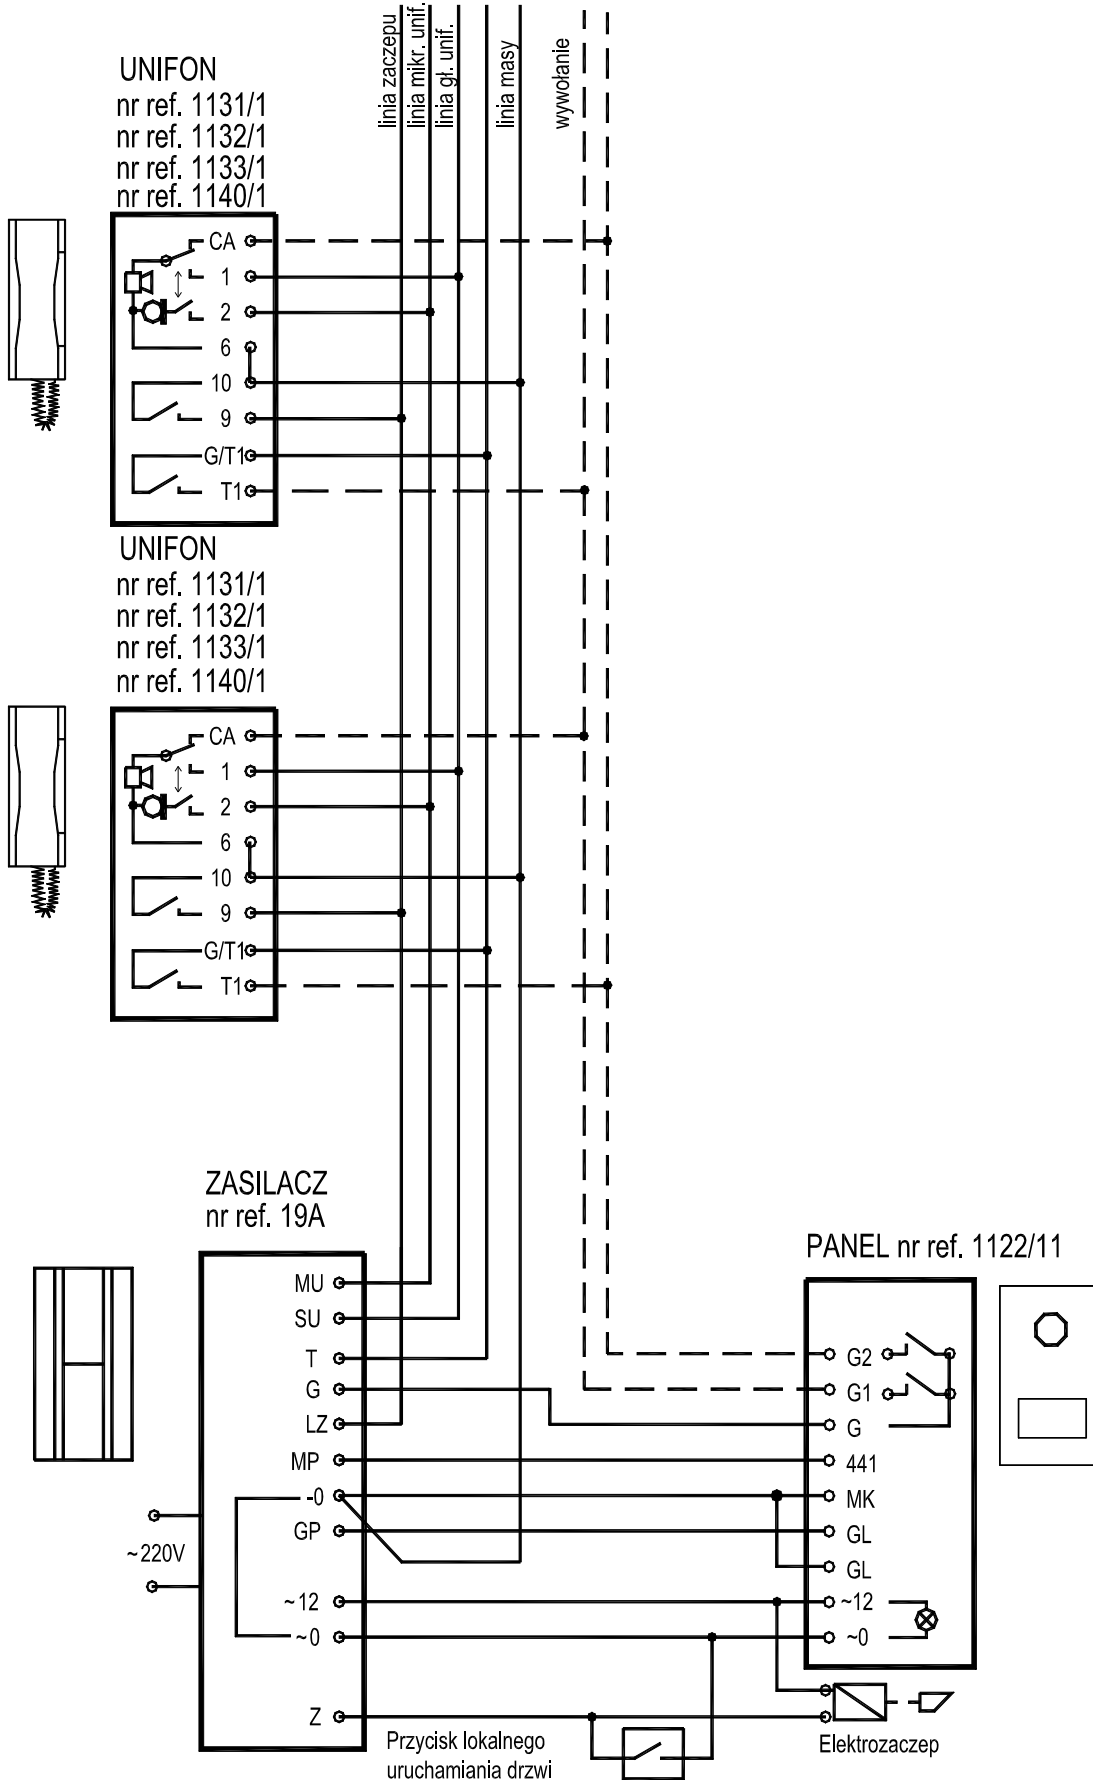 linia zaczepu
linia mikr. unif.
linia gł. unif.
linia masy
wywołanie
UNIFON
nr ref. 1131/1
nr ref. 1132/1
nr ref. 1133/1
nr ref. 1140/1
CA
1
2
6
10
9
G/T1
T1
UNIFON
nr ref. 1131/1
nr ref. 1132/1
nr ref. 1133/1
nr ref. 1140/1
CA
1
2
6
10
9
G/T1
T1
ZASILACZ
nr ref. 19A
MU
SU
T
G
LZ
MP
-0
GP
~12
~0
Z
~220V
PANEL nr ref. 1122/11
G2
G1
G
441
MK
GL
GL
~12
~0
Elektrozaczep
Przycisk lokalnego
uruchamiania drzwi